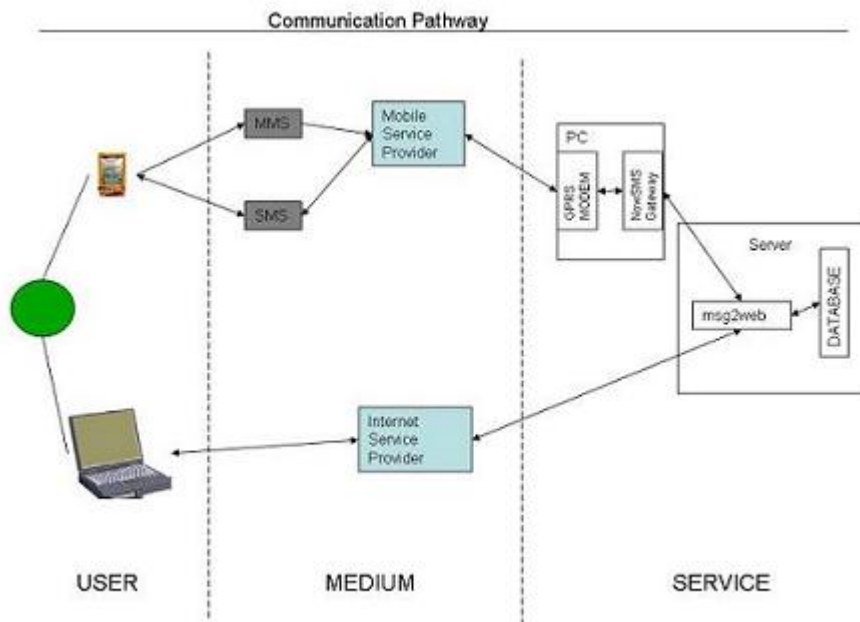 Communication Pathway
MMS
Mobile
Service
Provider
SMS
PC
GPRS
MODEM
NowSMS
Gateway
Server
msg2web
DATABASE
Internet
Service
Provider
USER
MEDIUM
SERVICE